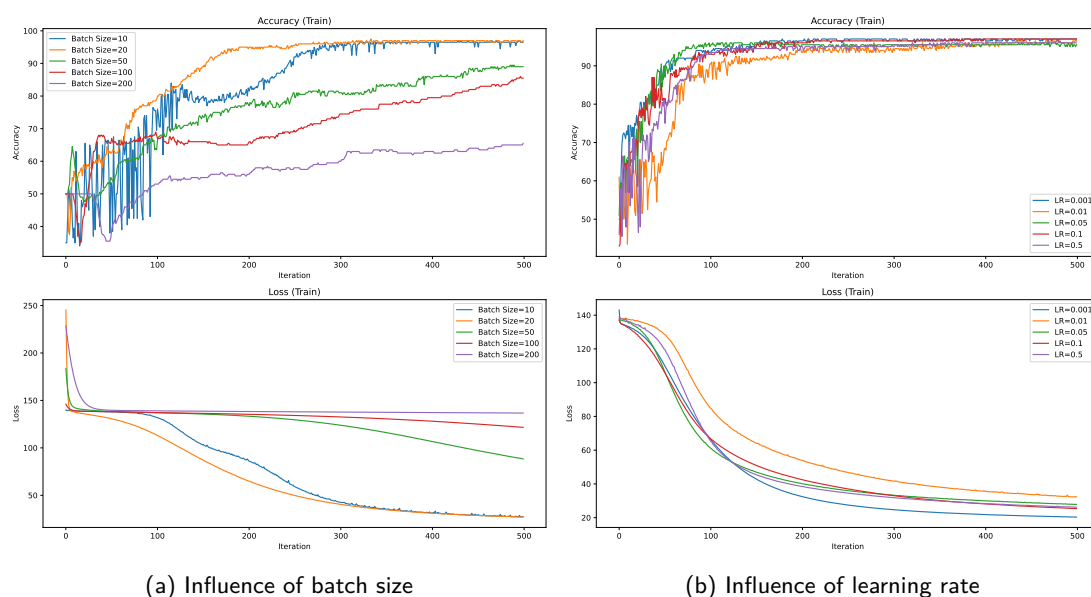 Accuracy (Train)
Accuracy
100
90
80
70
60
50
40
Batch Size=10
Batch Size=20
Batch Size=50
Batch Size=100
Batch Size=200
0 100 200 300 400 500
Iteration
Loss (Train)
Loss
250
200
150
100
50
Batch Size=10
Batch Size=20
Batch Size=50
Batch Size=100
Batch Size=200
0 100 200 300 400 500
Iteration
(a) Influence of batch size
Accuracy (Train)
Accuracy
90
80
70
60
50
LR=0.001
LR=0.01
LR=0.05
LR=0.1
LR=0.5
0 100 200 300 400 500
Iteration
Loss (Train)
Loss
140
120
100
80
60
40
20
LR=0.001
LR=0.01
LR=0.05
LR=0.1
LR=0.5
0 100 200 300 400 500
Iteration
(b) Influence of learning rate